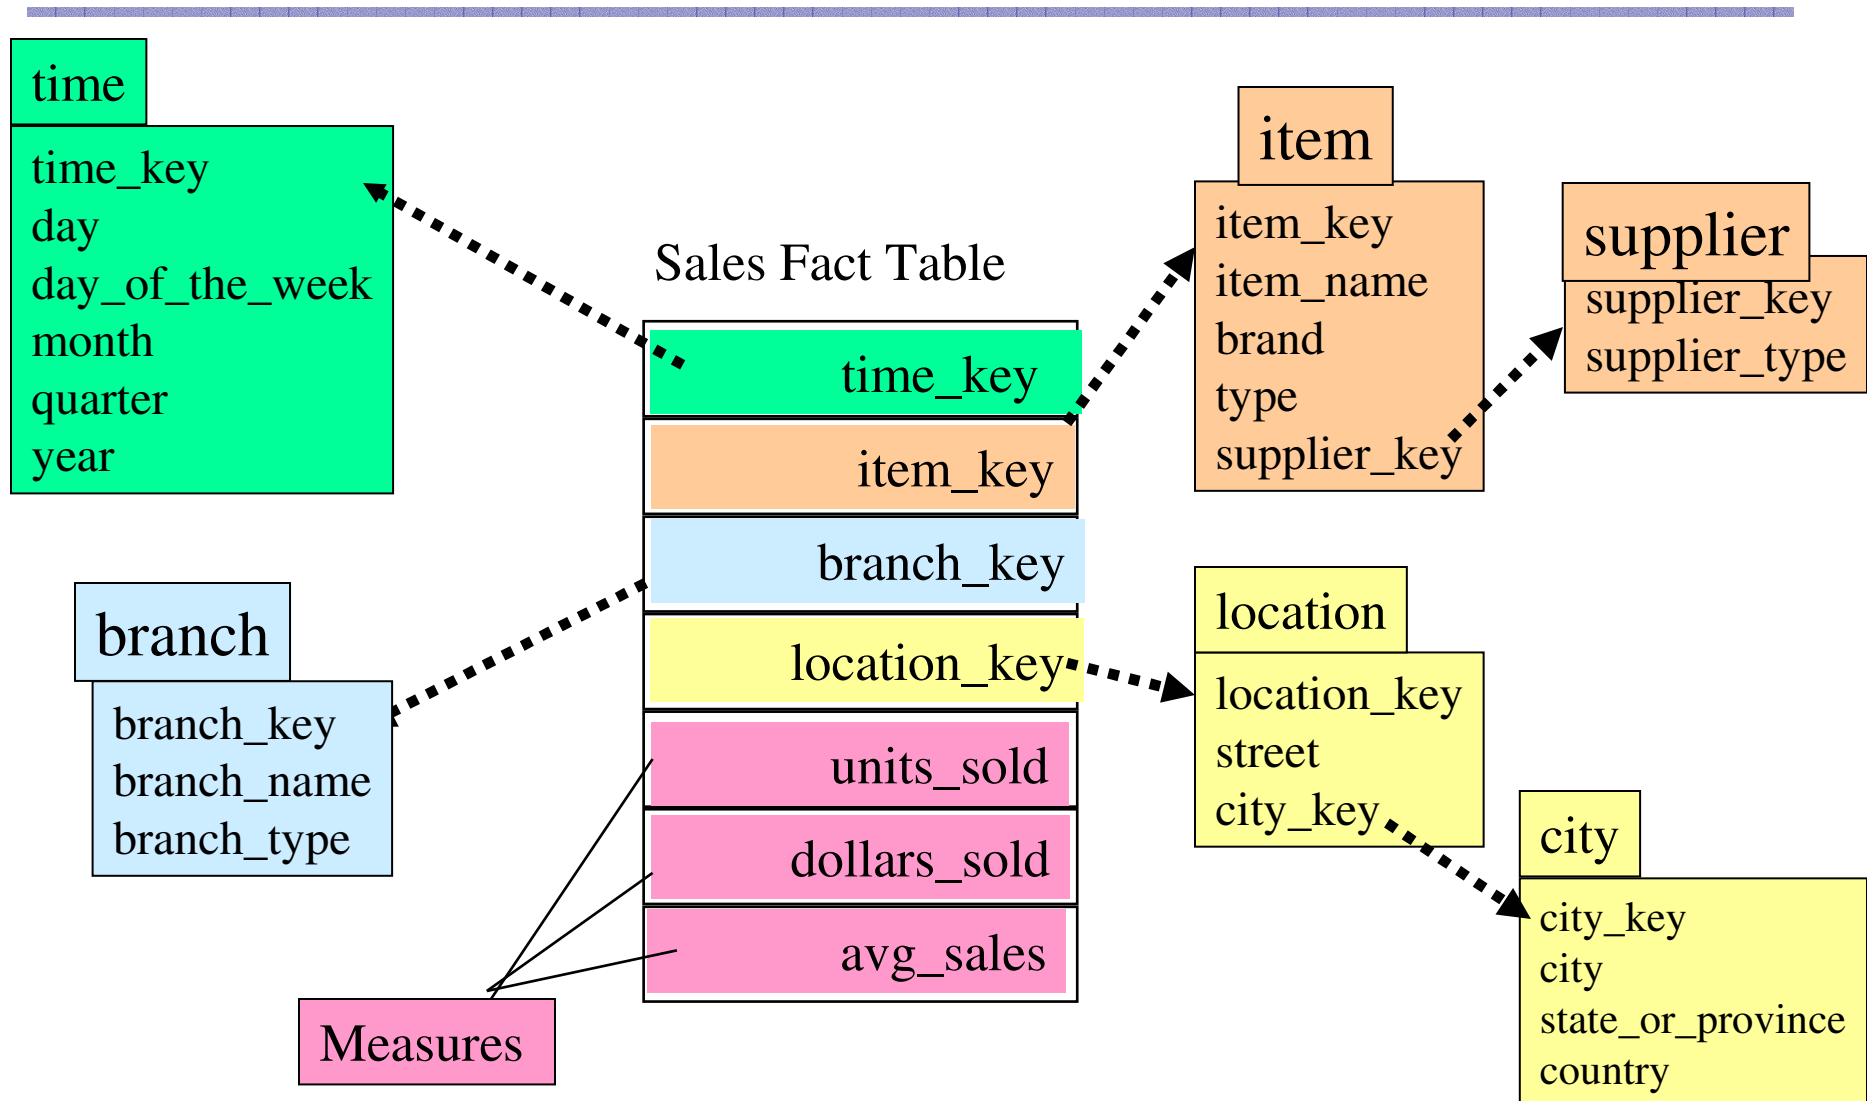 time
time_key
day
day_of_the_week
month
quarter
year
branch
branch_key
branch_name
branch_type
Sales Fact Table
time_key
item_key
branch_key
location_key
units_sold
dollars_sold
avg_sales
Measures
item
item_key
item_name
brand
type
supplier_key
supplier
supplier_key
supplier_type
location
location_key
street
city_key
city
city_key
city
state_or_province
country